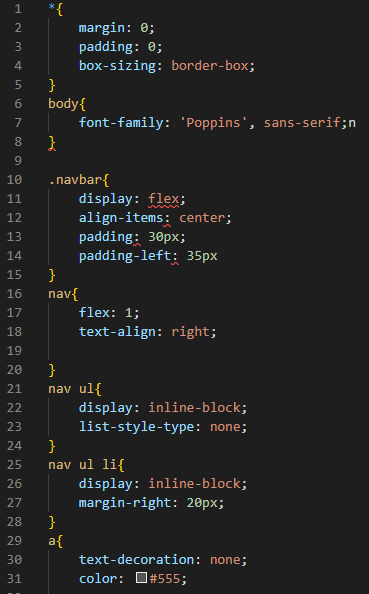 1 *{
2     margin: 0;
3     padding: 0;
4     box-sizing: border-box;
5 }
6 body{
7     font-family: 'Poppins', sans-serif;n
8 }
9
10 .navbar{
11     display: flex;
12     align-items: center;
13     padding: 30px;
14     padding-left: 35px
15 }
16 nav{
17     flex: 1;
18     text-align: right;
19
20 }
21 nav ul{
22     display: inline-block;
23     list-style-type: none;
24 }
25 nav ul li{
26     display: inline-block;
27     margin-right: 20px;
28 }
29 a{
30     text-decoration: none;
31     color: #555;